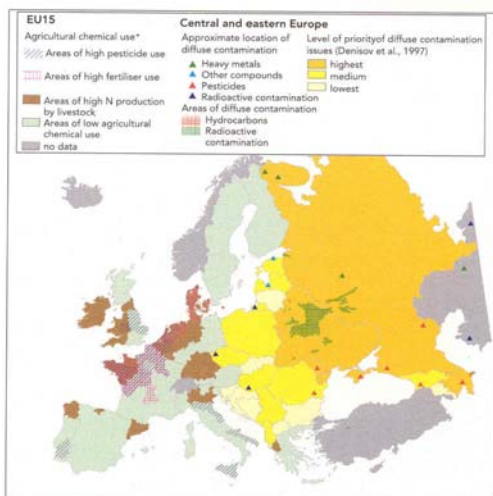 EU15
Agricultural chemical use*
Areas of high pesticide use
Areas of high fertiliser use
Areas of high N production
by livestock
Areas of low agricultural
chemical use
no data
Central and eastern Europe
Approximate location of
diffuse contamination
Heavy metals
Other compounds
Pesticides
Radioactive contamination
Areas of diffuse contamination
Hydrocarbons
Radioactive
contamination
Level of priorityof diffuse contamination
issues (Denisov et al., 1997)
highest
medium
lowest